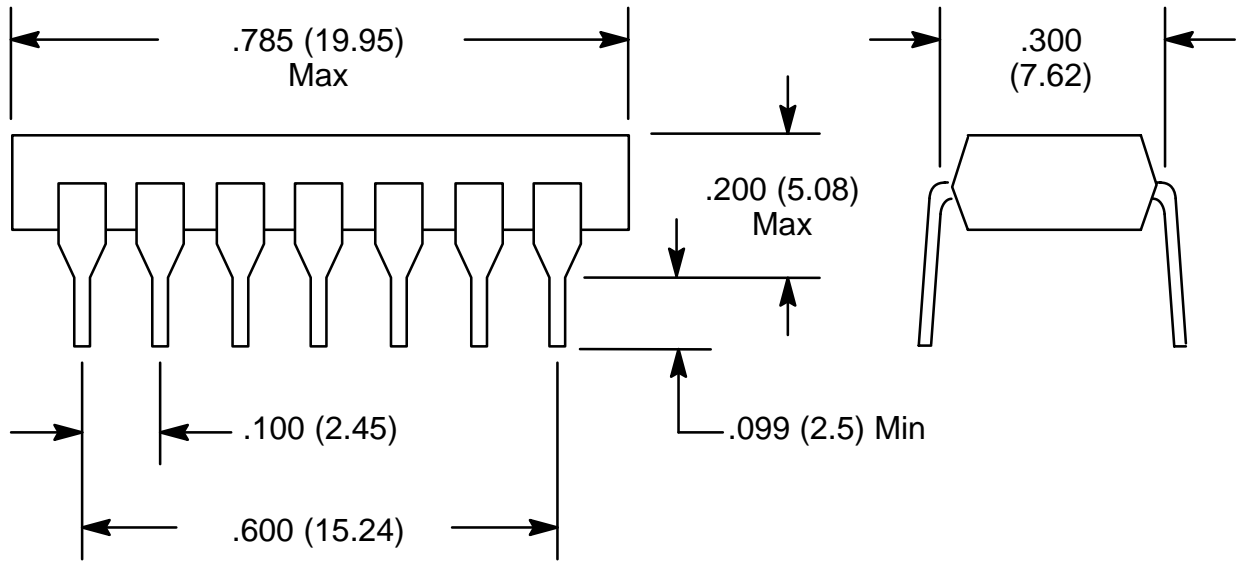 .785 (19.95)
Max
.300
(7.62)
.200 (5.08)
Max
.100 (2.45)
.099 (2.5) Min
.600 (15.24)